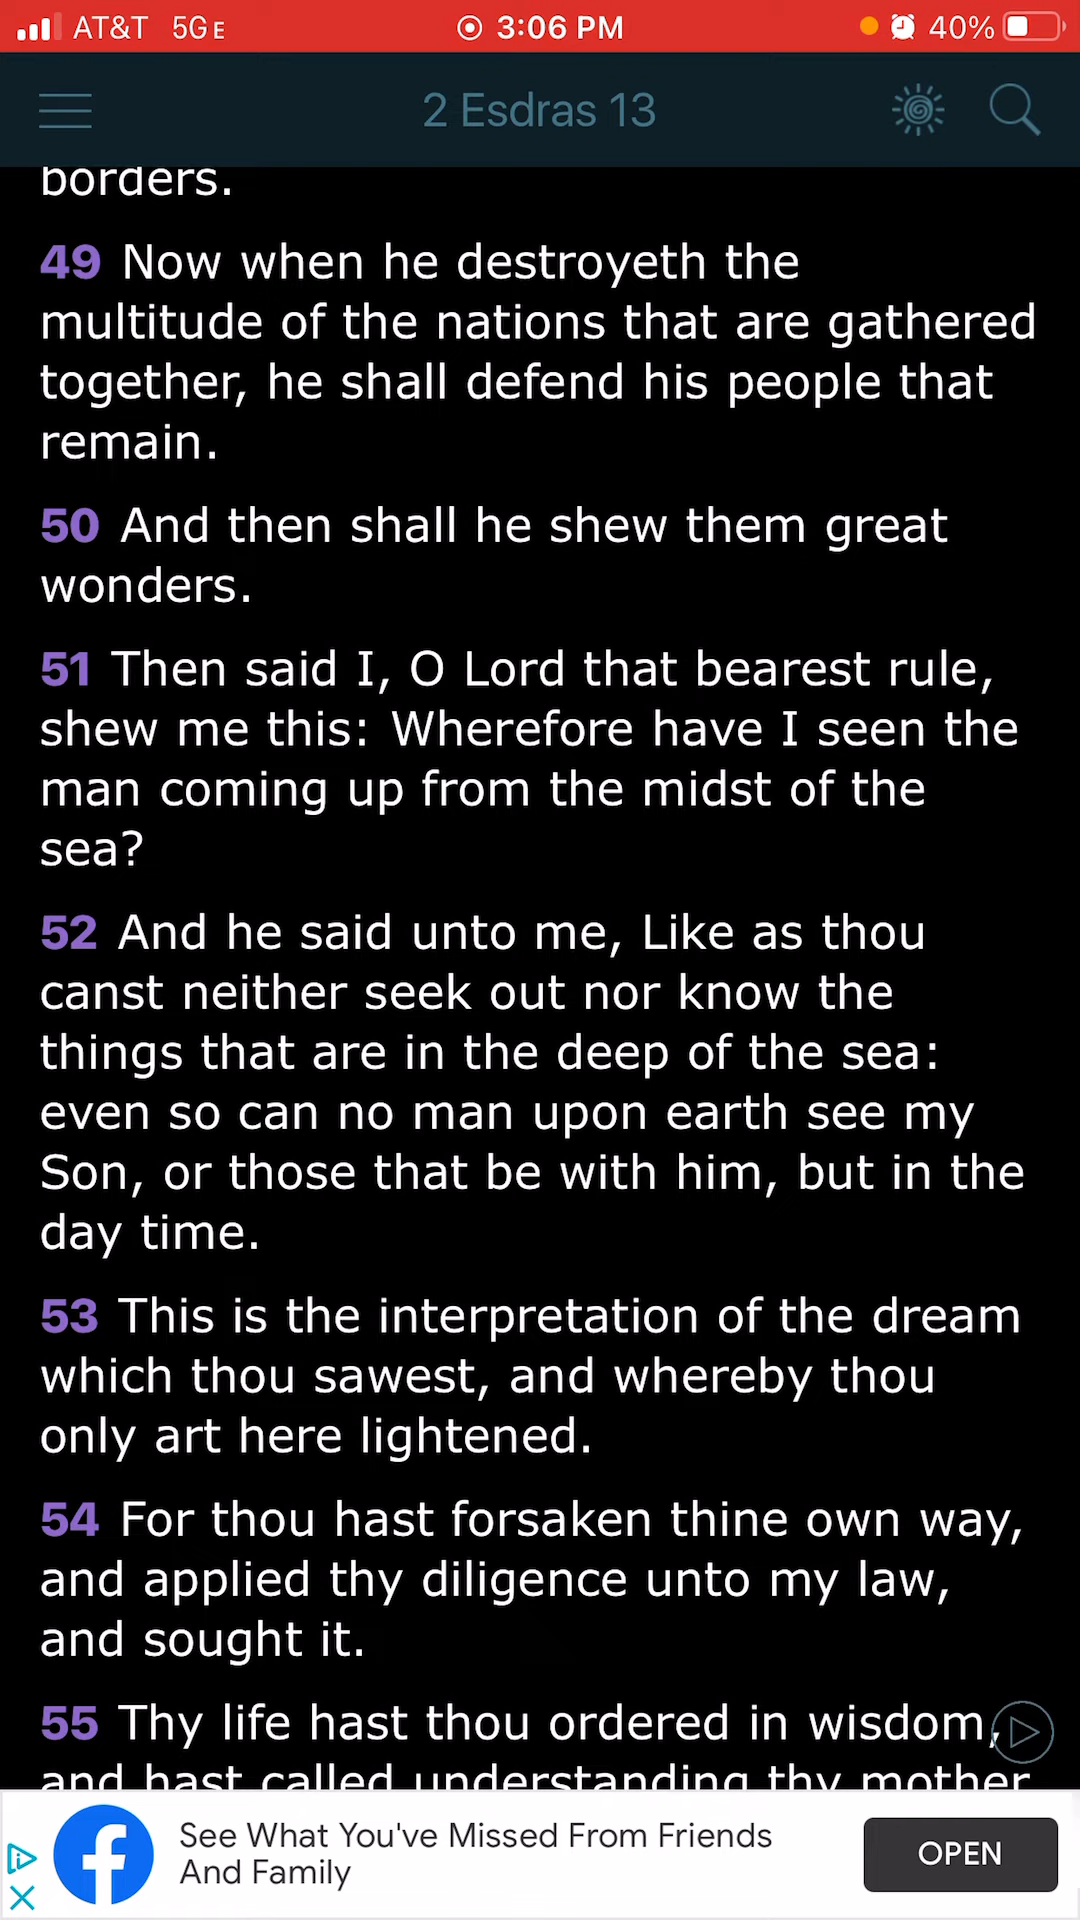 AT&T 5GE 3:06 PM 40%
2 Esdras 13
borders.
49 Now when he destroyeth the
multitude of the nations that are gathered
together, he shall defend his people that
remain.
50 And then shall he shew them great
wonders.
51 Then said I, O Lord that bearest rule,
shew me this: Wherefore have I seen the
man coming up from the midst of the
sea?
52 And he said unto me, Like as thou
canst neither seek out nor know the
things that are in the deep of the sea:
even so can no man upon earth see my
Son, or those that be with him, but in the
day time.
53 This is the interpretation of the dream
which thou sawest, and whereby thou
only art here lightened.
54 For thou hast forsaken thine own way,
and applied thy diligence unto my law,
and sought it.
55 Thy life hast thou ordered in wisdom,
and hast called understanding thy mother
See What You've Missed From Friends
And Family
OPEN